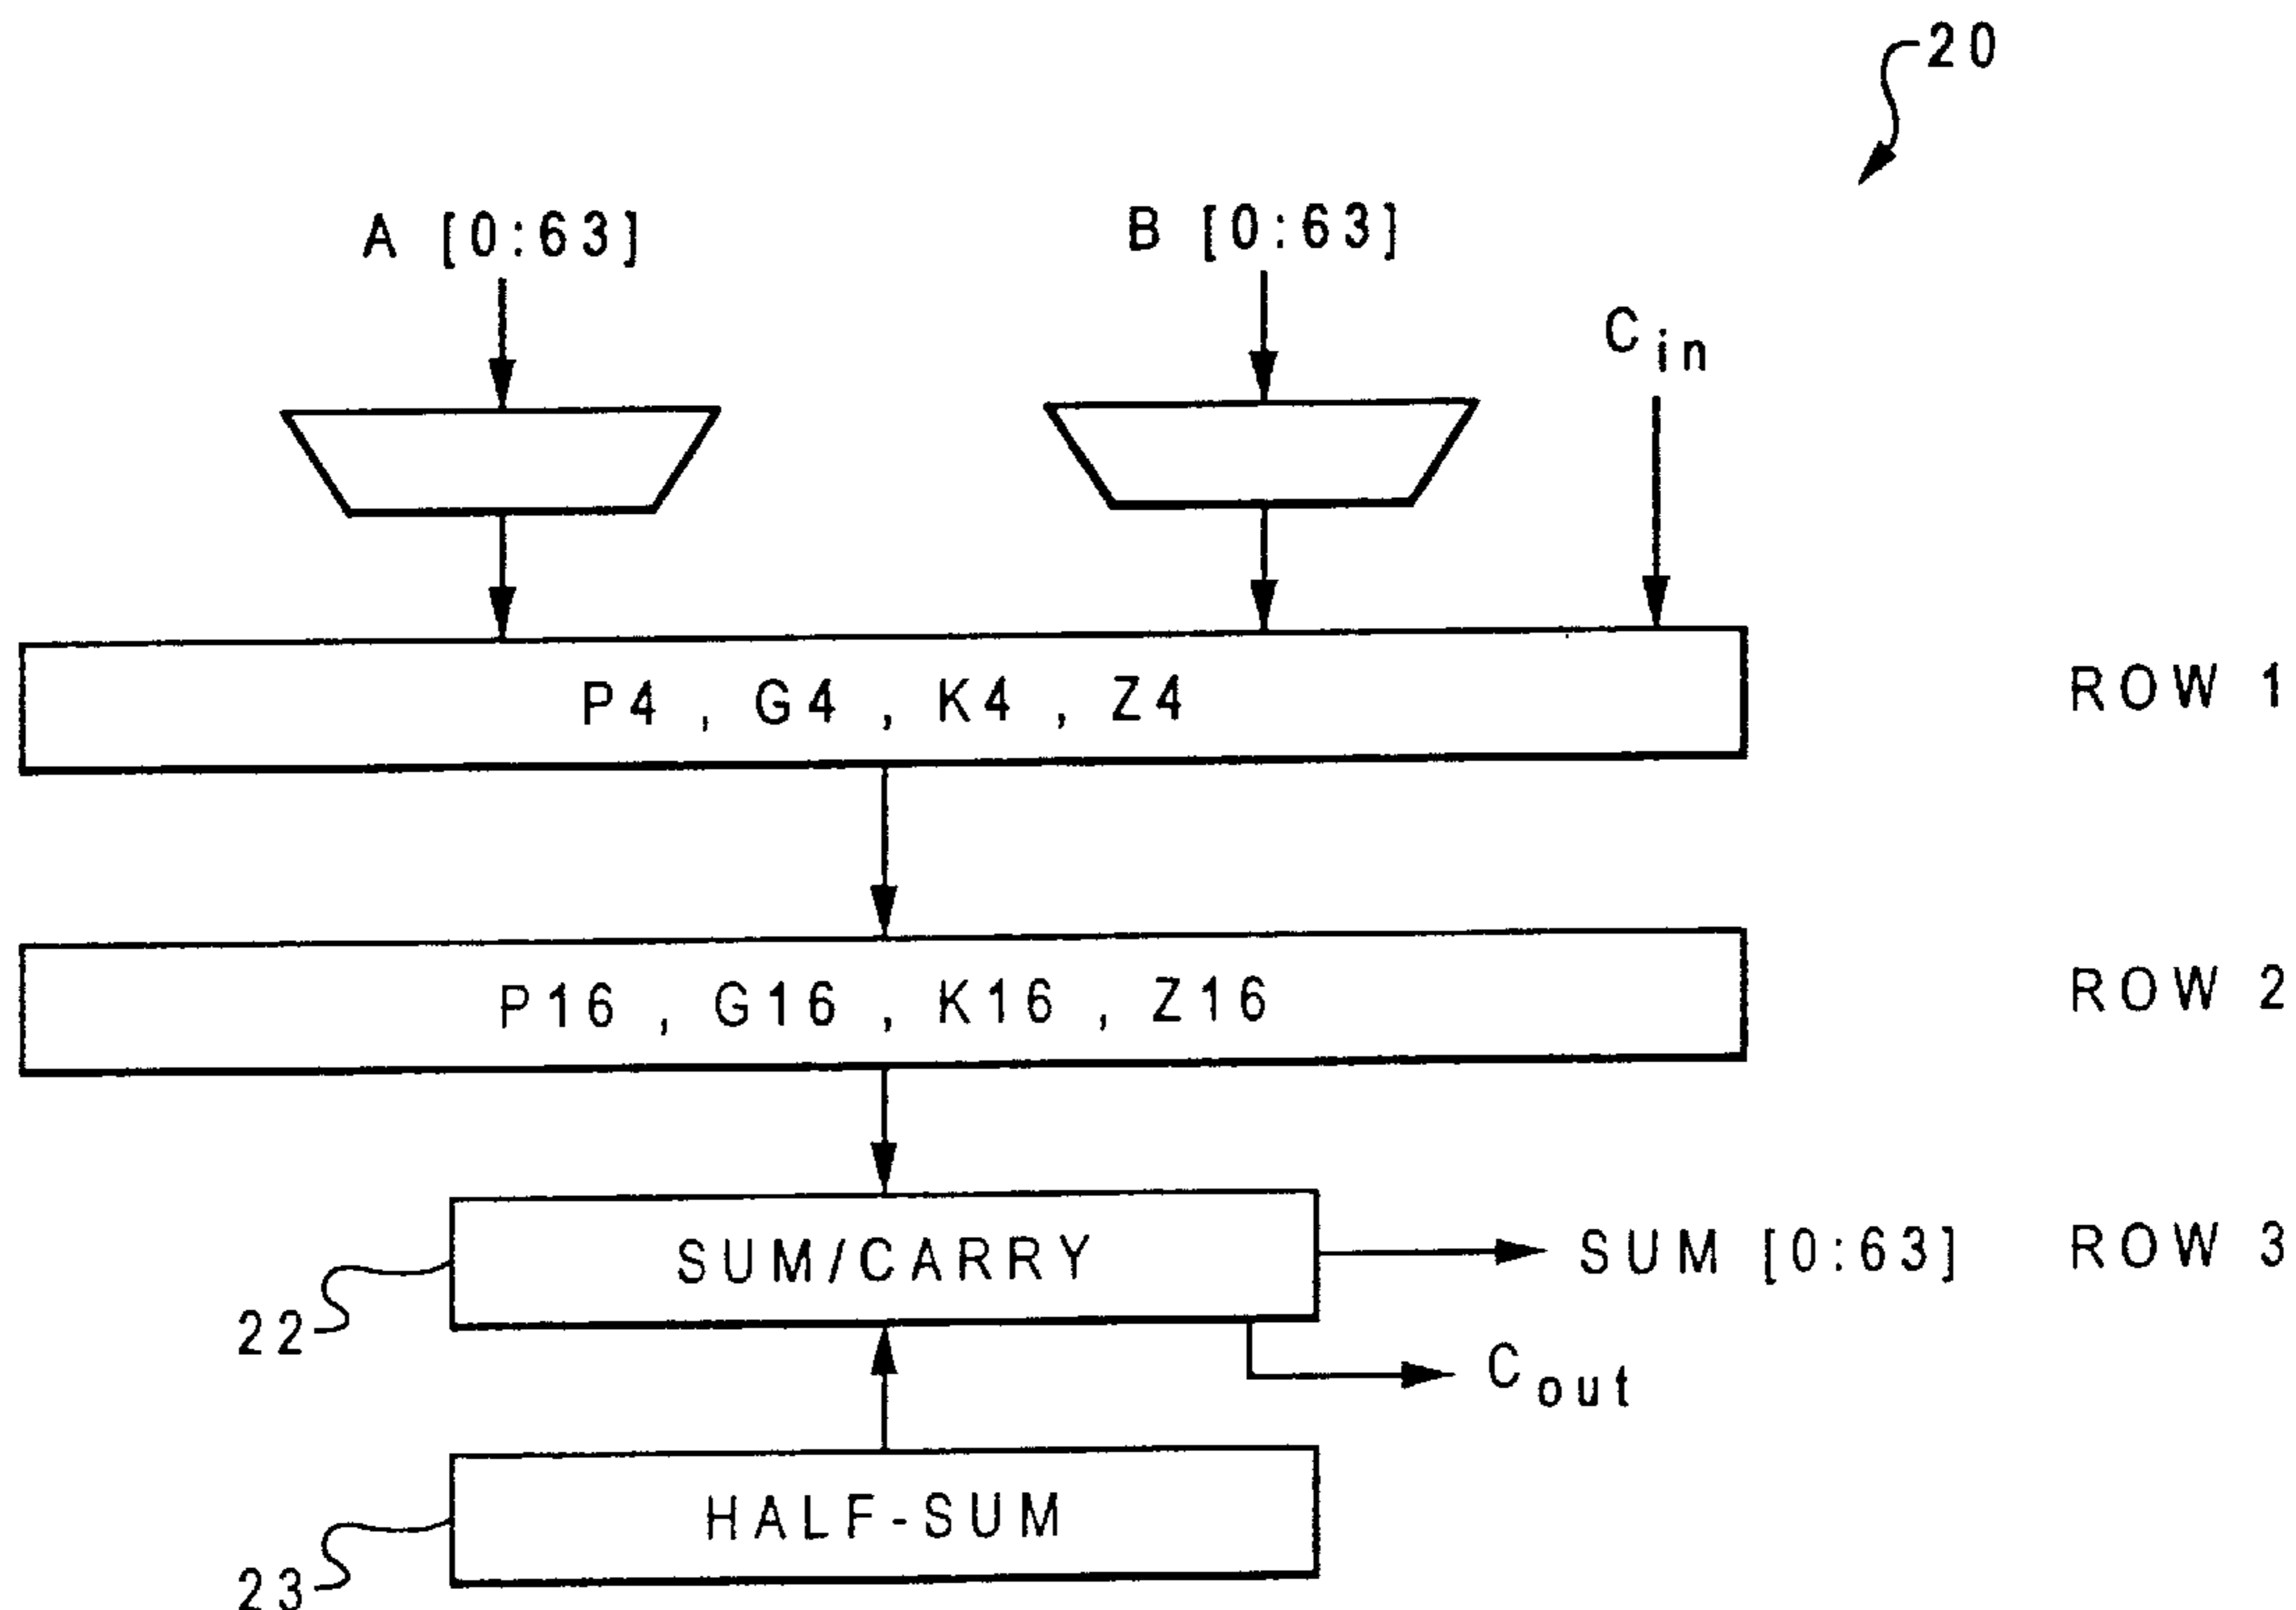 20
A [0:63]
B [0:63]
C in
P4 , G4 , K4 , Z4
ROW 1
P16 , G16 , K16 , Z16
ROW 2
SUM/CARRY
SUM [0:63]
ROW 3
22
C out
HALF-SUM
23